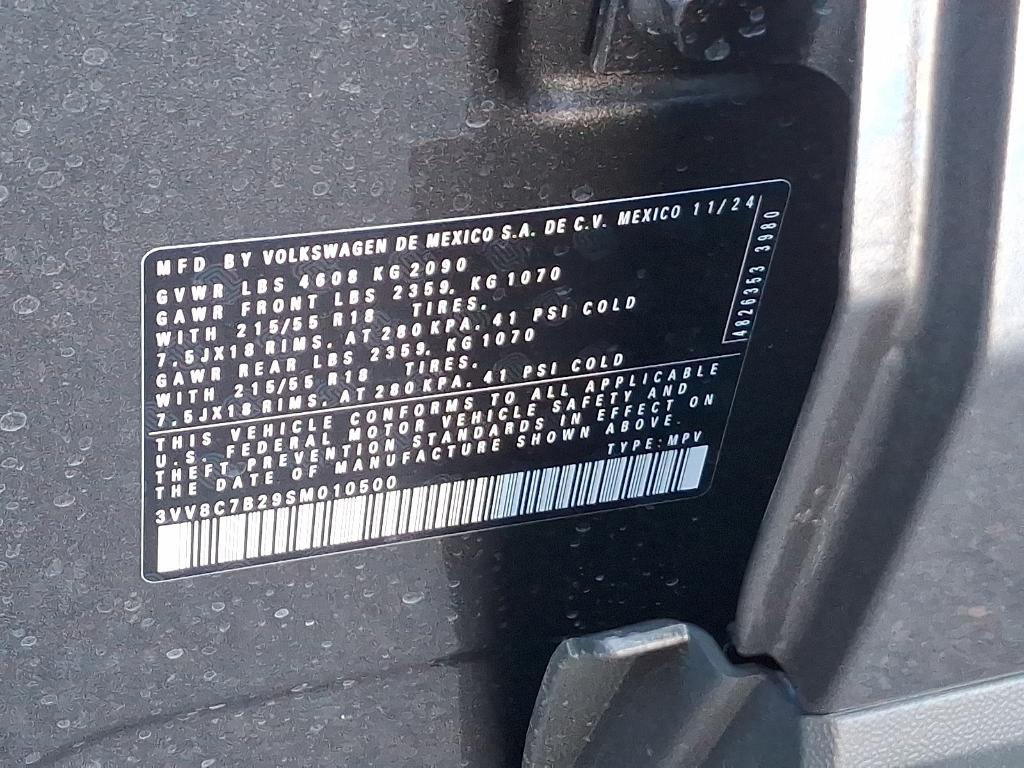 MFD BY VOLKSWAGEN DE MEXICO S.A. DE C.V. MEXICO 11/24
GVWR LBS 4608 KG 2090
GAWR FRONT LBS 2359. KG 1070
WITH 215/55 R18 TIRES.
7.5JX18 RIMS. AT 280 KPA. 41 PSI COLD
GAWR REAR LBS 2359. KG 1070
WITH 215/55 R18 TIRES.
7.5JX18 RIMS. AT 280 KPA. 41 PSI COLD
4826353 3980
THIS VEHICLE CONFORMS TO ALL APPLICABLE
U.S. FEDERAL MOTOR VEHICLE SAFETY AND
THEFT PREVENTION STANDARDS IN EFFECT ON
THE DATE OF MANUFACTURE SHOWN ABOVE.
3VV8C7B29SM010500 TYPE: MPV